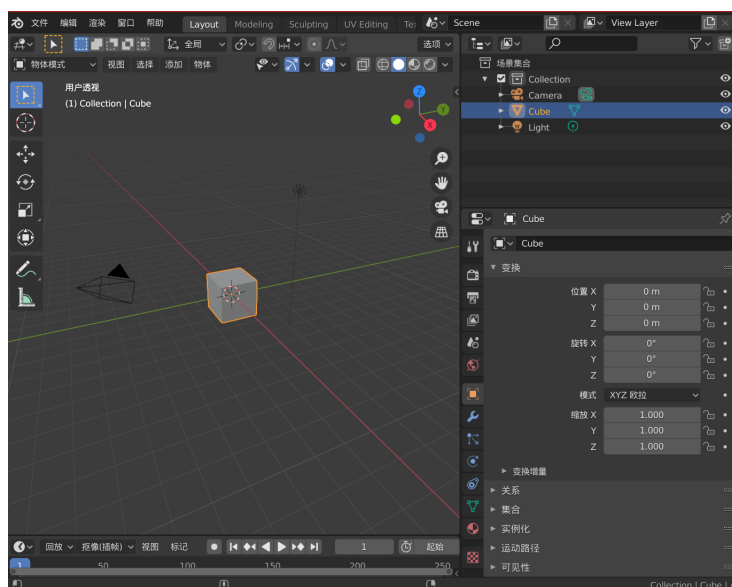 文件 编辑 渲染 窗口 帮助 Layout Modeling Sculpting UV Editing Scene View Layer
全局 选项
物体模式 视图 选择 添加 物体
用户透视
(1) Collection | Cube
Z
Y
X
场景集合
Collection
Camera
Cube
Light
Cube
Cube
变换
位置 X 0 m
Y 0 m
Z 0 m
旋转 X 0°
Y 0°
Z 0°
模式 XYZ 欧拉
缩放 X 1.000
Y 1.000
Z 1.000
变换增量
关系
集合
实例化
运动路径
可见性
回放 抠像(插帧) 视图 标记 1 起始
1 50 100 150 200 250
Collection | Cube |